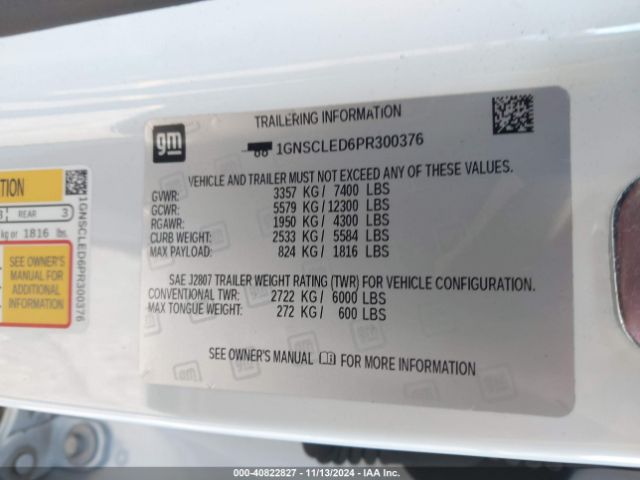 TRAILERING INFORMATION
gm
1GNSCLED6PR300376
VEHICLE AND TRAILER MUST NOT EXCEED ANY OF THESE VALUES.
GVWR: 3357 KG / 7400 LBS
GCWR: 5579 KG /12300 LBS
RGAWR: 1950 KG / 4300 LBS
CURB WEIGHT: 2533 KG / 5584 LBS
MAX PAYLOAD: 824 KG / 1816 LBS
SAE J2807 TRAILER WEIGHT RATING (TWR) FOR VEHICLE CONFIGURATION.
CONVENTIONAL TWR: 2722 KG / 6000 LBS
MAX TONGUE WEIGHT: 272 KG / 600 LBS
SEE OWNER'S MANUAL FOR MORE INFORMATION
REAR 3
kg or 1816 lbs.
SEE OWNER'S
MANUAL FOR
ADDITIONAL
INFORMATION
1GNSCLED6PR300376
000-40822827 - 11/13/2024 - IAA Inc.